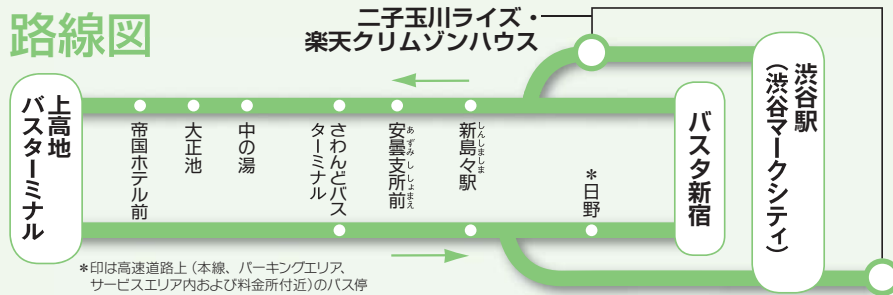 路線図
二子玉川ライズ・
楽天クリムゾンハウス
上高地
バスターミナル
帝国ホテル前
大正池
中の湯
さわんどバス
ターミナル
安曇支所前
あずみししょまえ
新島々駅
しんしましま
*日野
バスタ新宿
渋谷駅
(渋谷マークシティ)
*印は高速道路上(本線、パーキングエリア、
サービスエリア内および料金所付近)のバス停